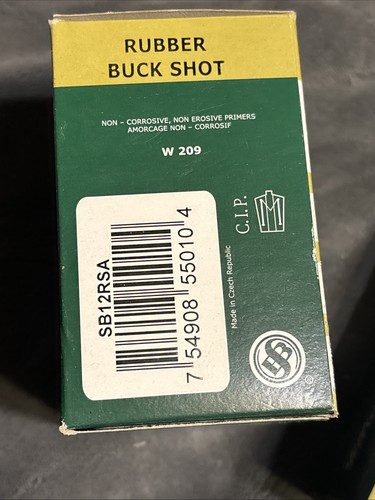 RUBBER
BUCK SHOT
NON – CORROSIVE, NON EROSIVE PRIMERS
AMORCAGE NON – CORROSIF
W 209
C.I.P.
Made in Czech Republic
SB12RSA
7 54908 55010 4
S&B
®